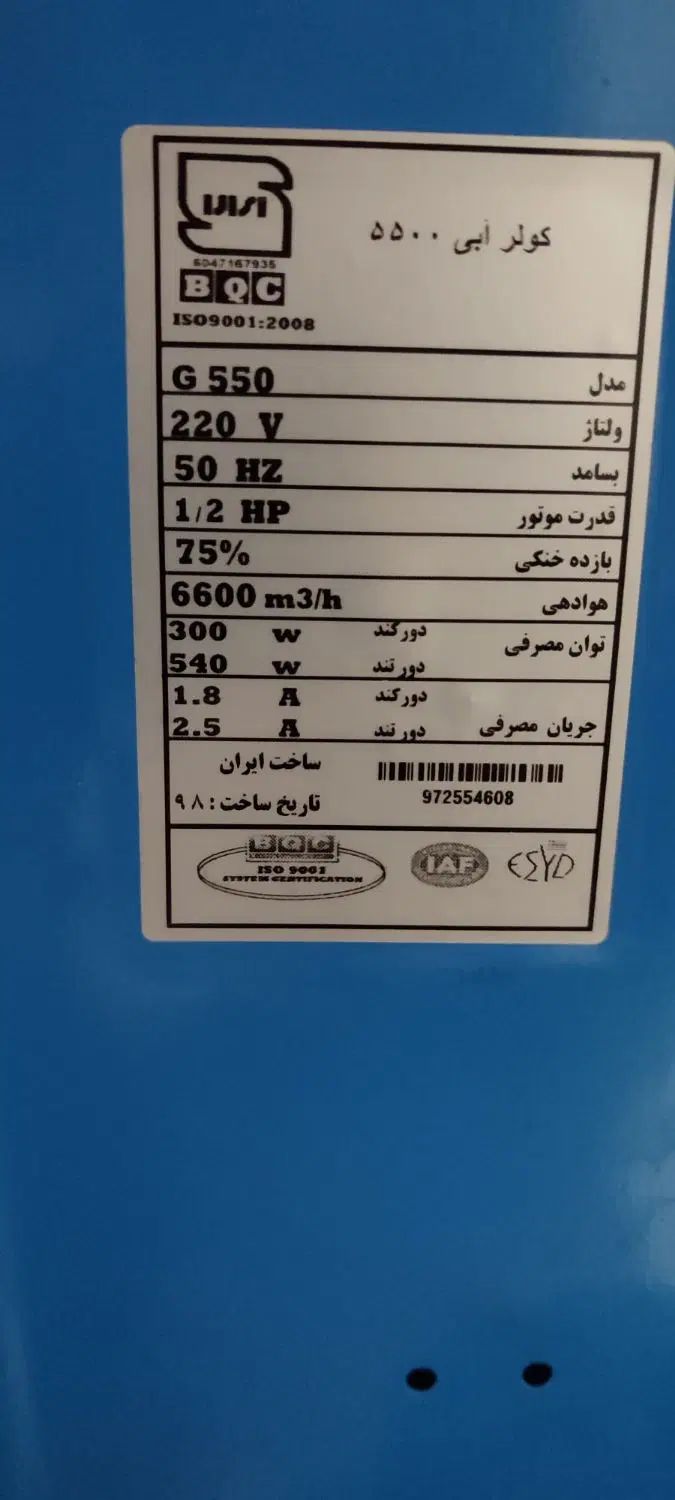 کولر آبی ۵۵۰۰
6047167935
BQC
ISO9001:2008
مدل G 550
ولتاژ 220 V
بسامد 50 HZ
قدرت موتور 1/2 HP
بازده خنکی 75%
هوادهی 6600 m3/h
توان مصرفی دورکند 300 w
دورتند 540 w
جریان مصرفی دورکند 1.8 A
دورتند 2.5 A
ساخت ایران
972554608
تاریخ ساخت : ۹۸
BQC
ISO 9001
SYSTEM CERTIFICATION
IAF
ΕΣΥD